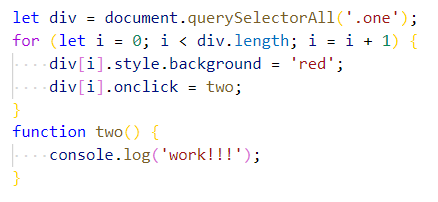 let div = document.querySelectorAll('.one');
for (let i = 0; i < div.length; i = i + 1) {
    div[i].style.background = 'red';
    div[i].onclick = two;
}
function two() {
    console.log('work!!!');
}